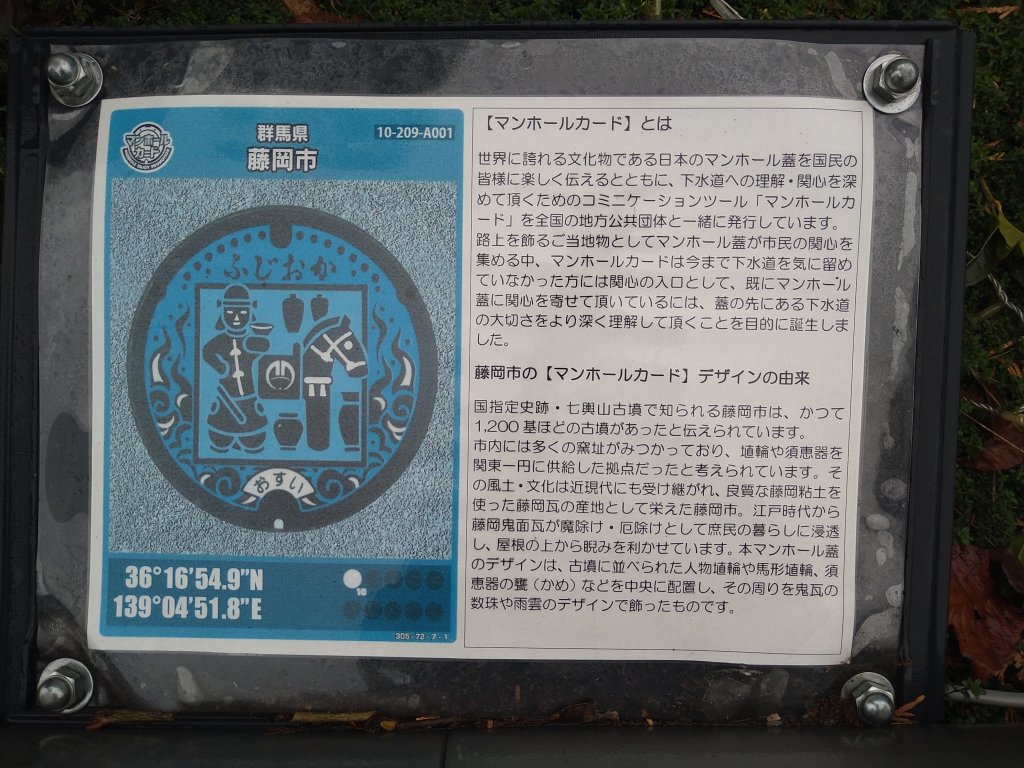 マンホール
カード
群馬県
藤岡市
10-209-A001
ふじおか
おすい
36°16'54.9"N
139°04'51.8"E
10
305-72-7-1
【マンホールカード】とは
世界に誇れる文化物である日本のマンホール蓋を国民の
皆様に楽しく伝えるとともに、下水道への理解・関心を深
めて頂くためのコミニケーションツール「マンホールカ
ード」を全国の地方公共団体と一緒に発行しています。
路上を飾るご当地物としてマンホール蓋が市民の関心を
集める中、マンホールカードは今まで下水道を気に留め
ていなかった方には関心の入口として、既にマンホール
蓋に関心を寄せて頂いているには、蓋の先にある下水道
の大切さをより深く理解して頂くことを目的に誕生しま
した。
藤岡市の【マンホールカード】デザインの由来
国指定史跡・七輿山古墳で知られる藤岡市は、かつて
1,200基ほどの古墳があったと伝えられています。
市内には多くの窯址がみつかっており、埴輪や須恵器を
関東一円に供給した拠点だったと考えられています。そ
の風土・文化は近現代にも受け継がれ、良質な藤岡粘土を
使った藤岡瓦の産地として栄えた藤岡市。江戸時代から
藤岡鬼面瓦が魔除け・厄除けとして庶民の暮らしに浸透
し、屋根の上から睨みを利かせています。本マンホール蓋
のデザインは、古墳に並べられた人物埴輪や馬形埴輪、須
恵器の甕（かめ）などを中央に配置し、その周りを鬼瓦の
数珠や雨雲のデザインで飾ったものです。